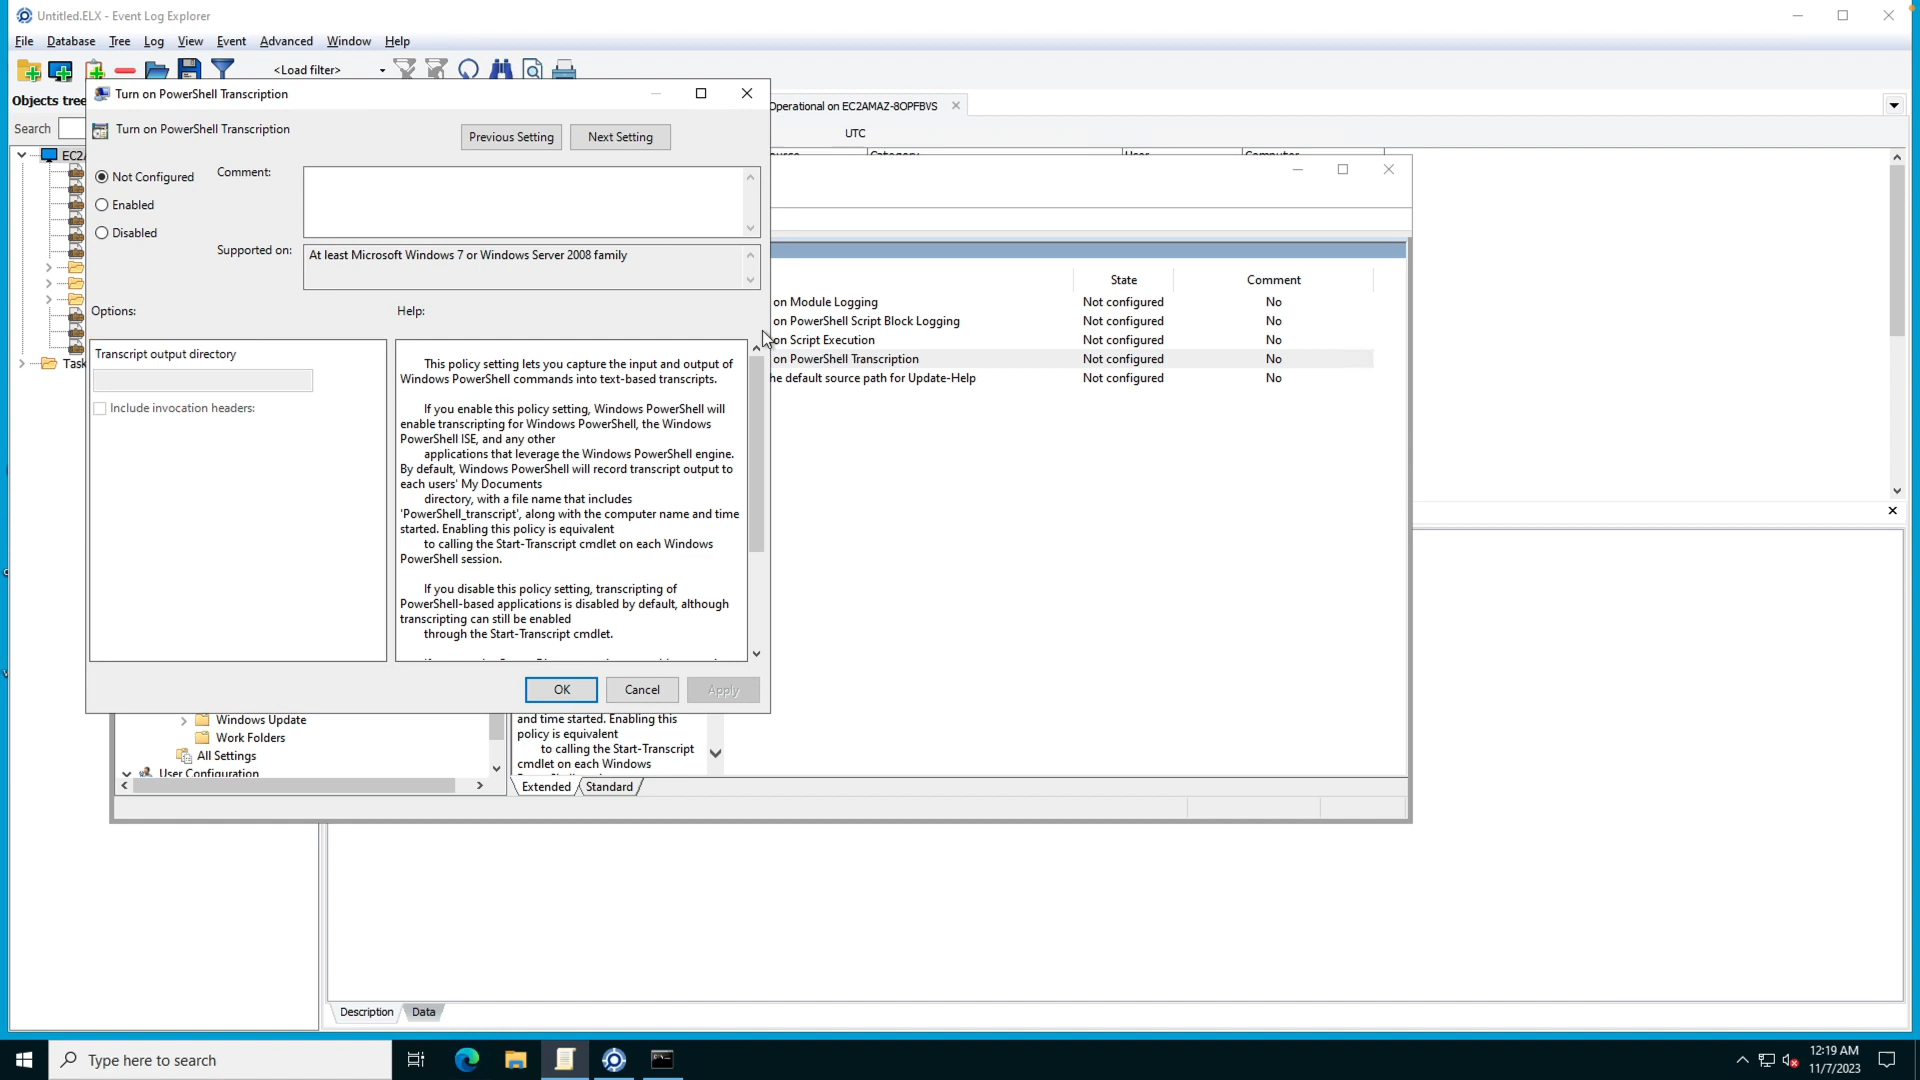 Untitled.ELX - Event Log Explorer
File Database Tree Log View Event Advanced Window Help
<Load filter>
Objects tree
Search
Turn on PowerShell Transcription
Turn on PowerShell Transcription
Previous Setting
Next Setting
Not Configured
Enabled
Disabled
Comment:
Supported on:
At least Microsoft Windows 7 or Windows Server 2008 family
Options:
Help:
Transcript output directory
Include invocation headers:
This policy setting lets you capture the input and output of
Windows PowerShell commands into text-based transcripts.
If you enable this policy setting, Windows PowerShell will
enable transcripting for Windows PowerShell, the Windows
PowerShell ISE, and any other
applications that leverage the Windows PowerShell engine.
By default, Windows PowerShell will record transcript output to
each users' My Documents
directory, with a file name that includes
'PowerShell_transcript', along with the computer name and time
started. Enabling this policy is equivalent
to calling the Start-Transcript cmdlet on each Windows
PowerShell session.
If you disable this policy setting, transcripting of
PowerShell-based applications is disabled by default, although
transcripting can still be enabled
through the Start-Transcript cmdlet.
OK
Cancel
Apply
EC2A
Task
Operational on EC2AMAZ-8OPFBVS
UTC
Category
User
Computer
State Comment
on Module Logging Not configured No
on PowerShell Script Block Logging Not configured No
on Script Execution Not configured No
on PowerShell Transcription Not configured No
he default source path for Update-Help Not configured No
Windows Update
Work Folders
All Settings
User Configuration
and time started. Enabling this
policy is equivalent
to calling the Start-Transcript
cmdlet on each Windows
Extended Standard
Description Data
Type here to search
12:19 AM
11/7/2023